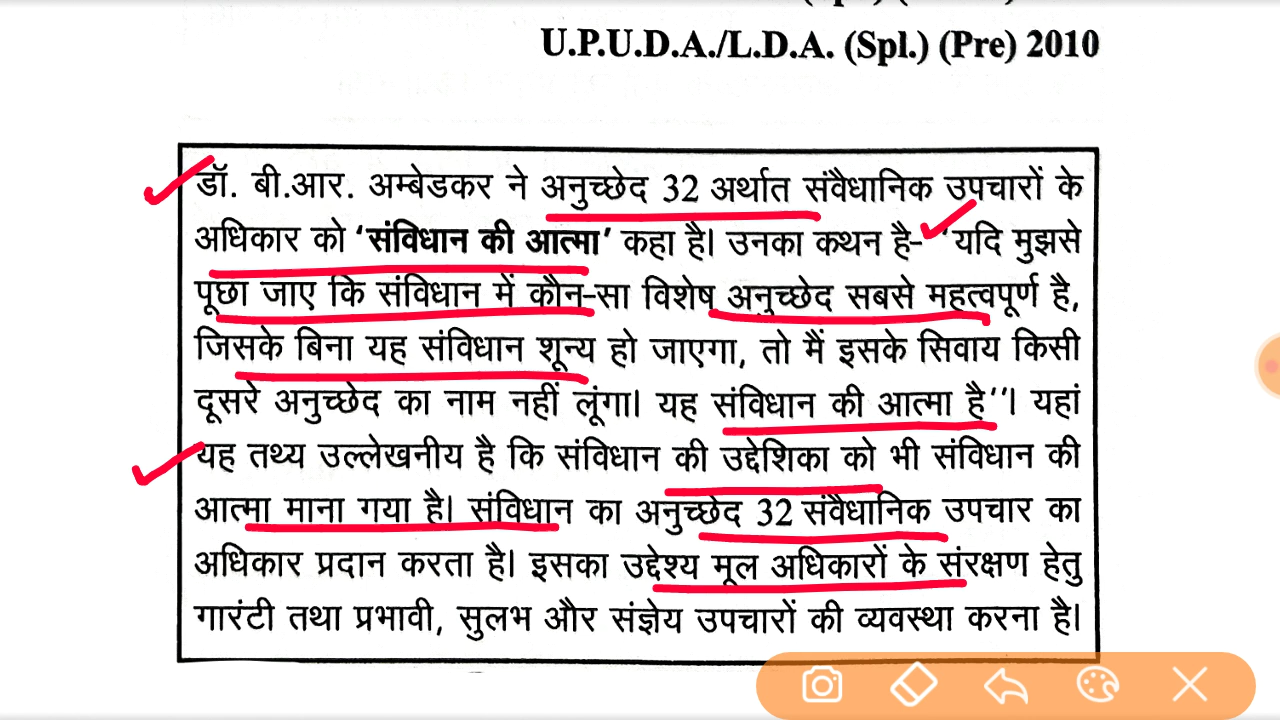 U.P.U.D.A./L.D.A. (Spl.) (Pre) 2010
डॉ. बी.आर. अम्बेडकर ने अनुच्छेद 32 अर्थात संवैधानिक उपचारों के
अधिकार को ‘संविधान की आत्मा’ कहा है। उनका कथन है- ‘‘यदि मुझसे
पूछा जाए कि संविधान में कौन-सा विशेष अनुच्छेद सबसे महत्वपूर्ण है,
जिसके बिना यह संविधान शून्य हो जाएगा, तो मैं इसके सिवाय किसी
दूसरे अनुच्छेद का नाम नहीं लूंगा। यह संविधान की आत्मा है’’। यहां
यह तथ्य उल्लेखनीय है कि संविधान की उद्देशिका को भी संविधान की
आत्मा माना गया है। संविधान का अनुच्छेद 32 संवैधानिक उपचार का
अधिकार प्रदान करता है। इसका उद्देश्य मूल अधिकारों के संरक्षण हेतु
गारंटी तथा प्रभावी, सुलभ और संज्ञेय उपचारों की व्यवस्था करना है।